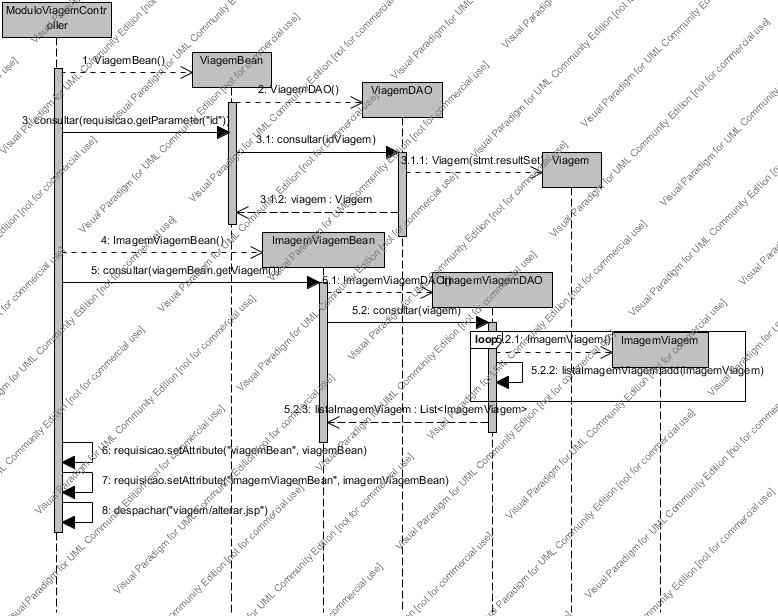 ModuloViagemContr
oller
1: ViagemBean()
ViagemBean
2: ViagemDAO()
ViagemDAO
3: consultar(requisicao.getParameter("id"))
3.1: consultar(idViagem)
3.1.1: Viagem(stmt.resultSet)
Viagem
3.1.2: viagem : Viagem
4: ImagemViagemBean()
ImagemViagemBean
5: consultar(viagemBean.getViagem())
5.1: ImagemViagemDAO()
ImagemViagemDAO
5.2: consultar(viagem)
loop
5.2.1: ImagemViagem()
ImagemViagem
5.2.2: listaImagemViagem.add(imagemViagem)
5.2.3: listaImagemViagem : List<ImagemViagem>
6: requisicao.setAttribute("viagemBean", viagemBean)
7: requisicao.setAttribute("imagemViagemBean", imagemViagemBean)
8: despachar("viagem/alterar.jsp")
Visual Paradigm for UML Community Edition [not for commercial use]